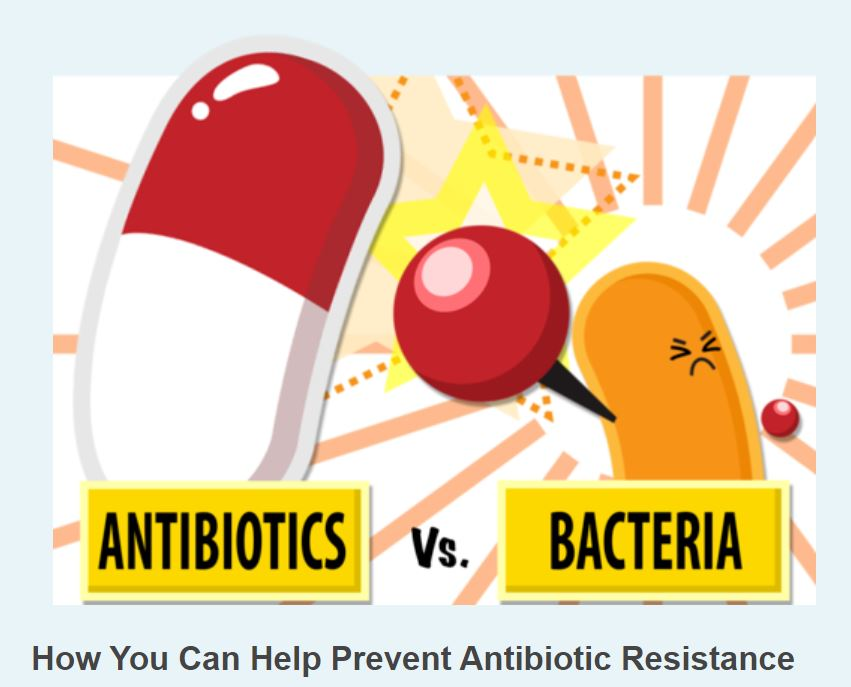 ANTIBIOTICS Vs. BACTERIA
How You Can Help Prevent Antibiotic Resistance